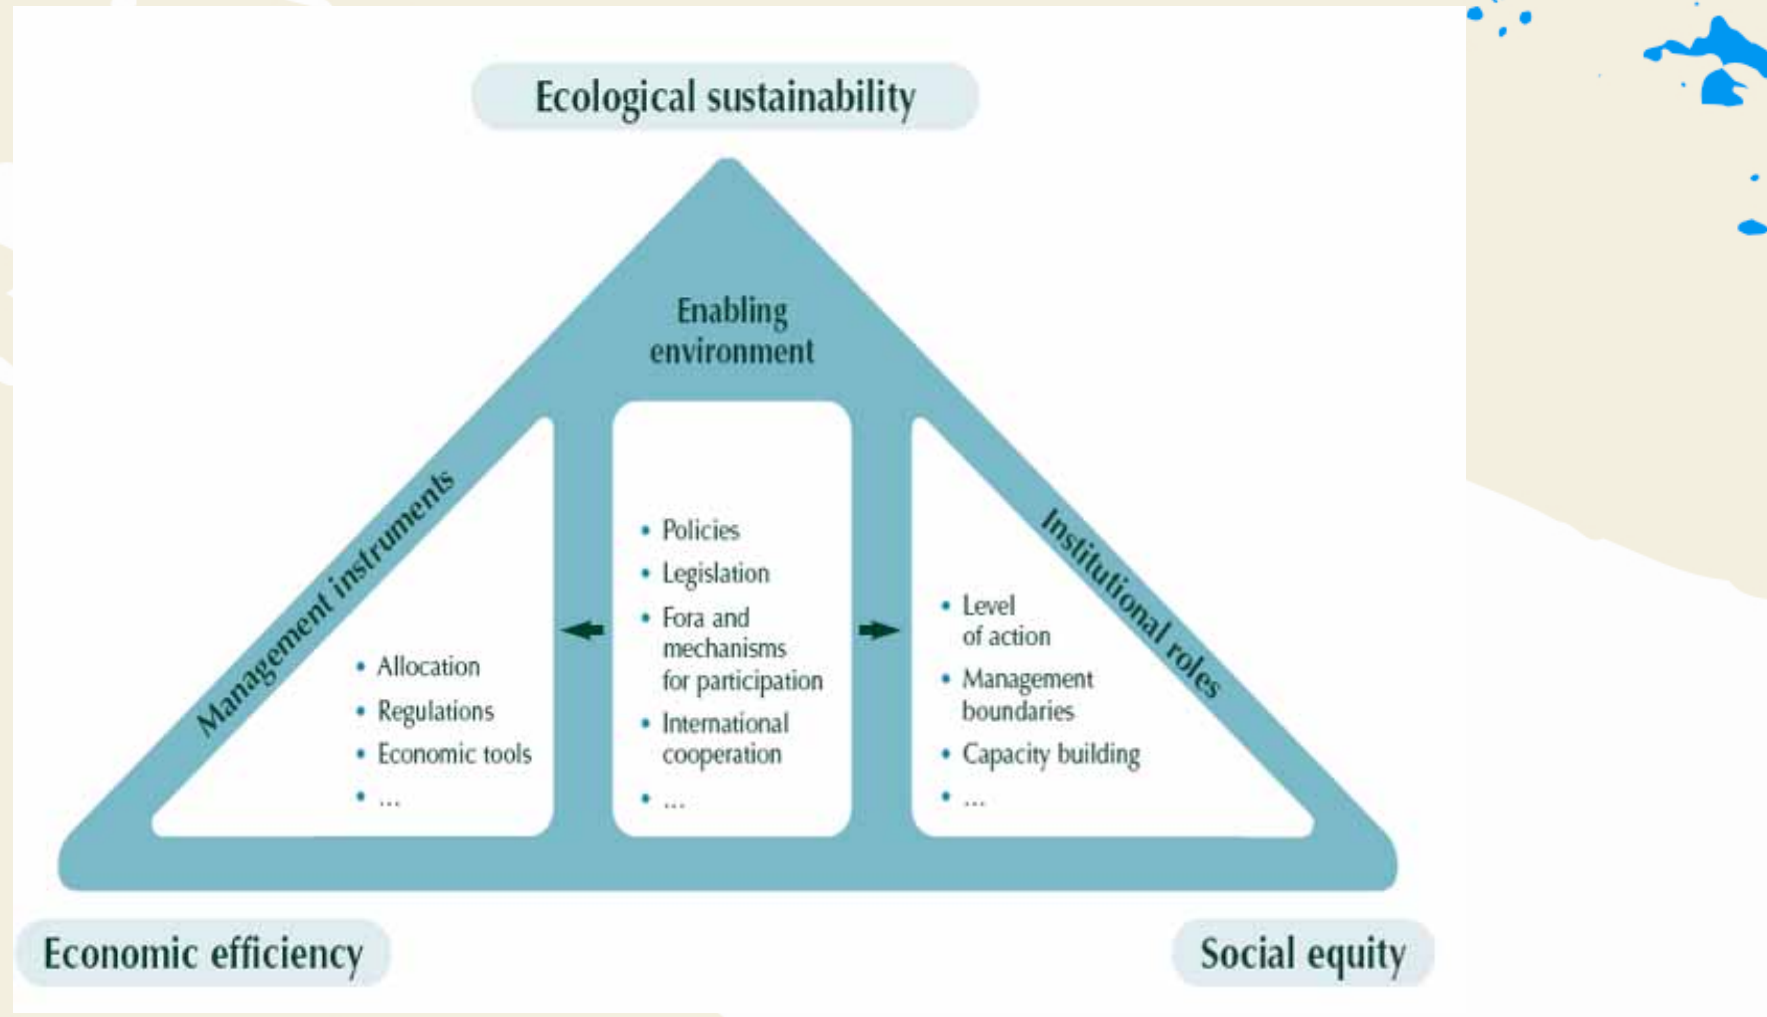 Ecological sustainability
Enabling
environment
Management instruments
• Allocation
• Regulations
• Economic tools
• ...
• Policies
• Legislation
• Fora and
mechanisms
for participation
• International
cooperation
• ...
Institutional roles
• Level
of action
• Management
boundaries
• Capacity building
• ...
Economic efficiency
Social equity